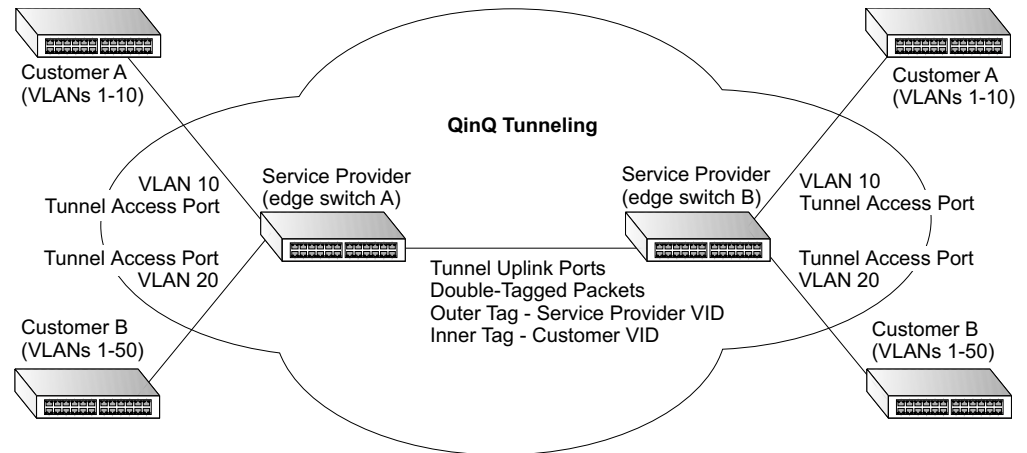 Customer A
(VLANs 1-10)
Customer A
(VLANs 1-10)
QinQ Tunneling
VLAN 10
Tunnel Access Port
Service Provider
(edge switch A)
Service Provider
(edge switch B)
VLAN 10
Tunnel Access Port
Tunnel Access Port
VLAN 20
Tunnel Uplink Ports
Double-Tagged Packets
Outer Tag - Service Provider VID
Inner Tag - Customer VID
Tunnel Access Port
VLAN 20
Customer B
(VLANs 1-50)
Customer B
(VLANs 1-50)